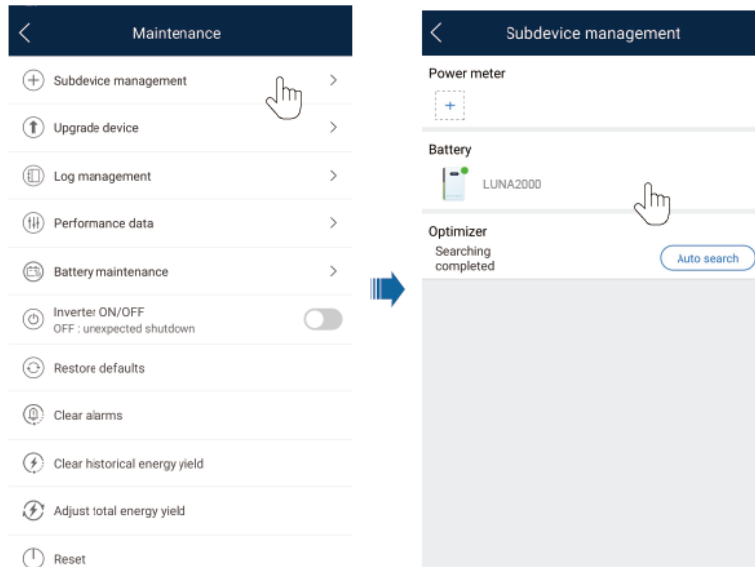 Maintenance
Subdevice management
Upgrade device
Log management
Performance data
Battery maintenance
Inverter ON/OFF
OFF : unexpected shutdown
Restore defaults
Clear alarms
Clear historical energy yield
Adjust total energy yield
Reset
Subdevice management
Power meter
+
Battery
LUNA2000
Optimizer
Searching
completed
Auto search